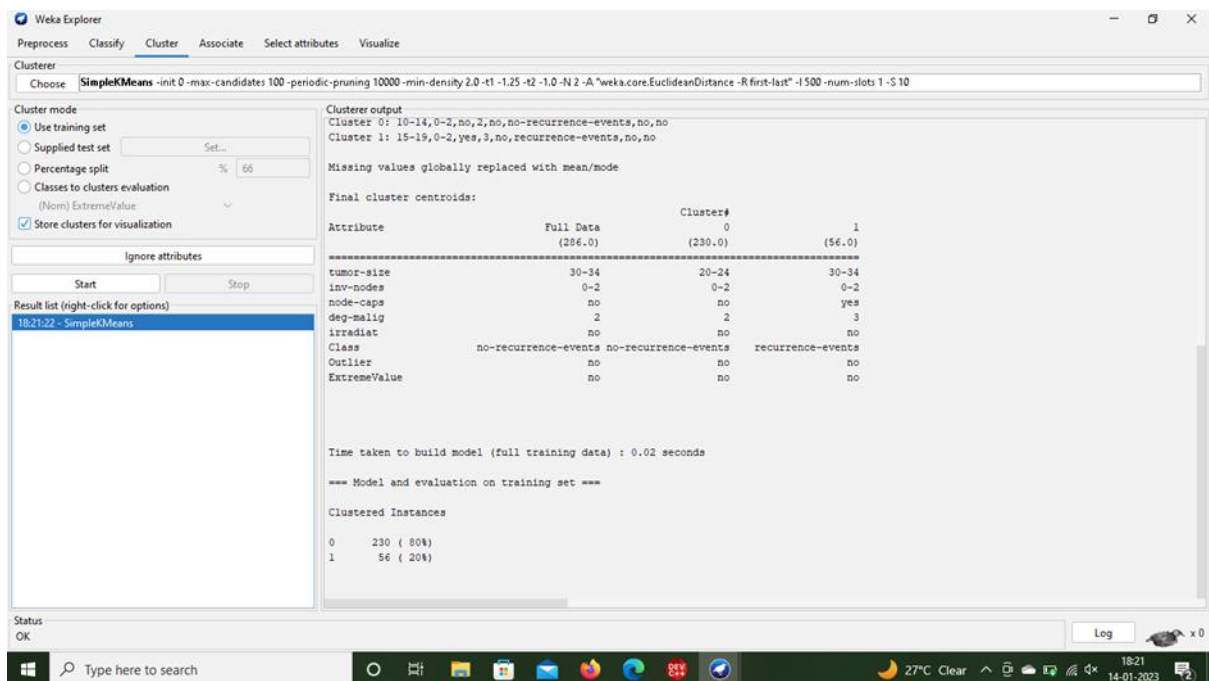 Weka Explorer
Preprocess Classify Cluster Associate Select attributes Visualize
Clusterer
Choose SimpleKMeans -init 0 -max-candidates 100 -periodic-pruning 10000 -min-density 2.0 -t1 -1.25 -t2 -1.0 -N 2 -A "weka.core.EuclideanDistance -R first-last" -I 500 -num-slots 1 -S 10
Cluster mode
Use training set
Supplied test set Set...
Percentage split % 66
Classes to clusters evaluation
(Nom) ExtremeValue
Store clusters for visualization
Ignore attributes
Start Stop
Result list (right-click for options)
18:21:22 - SimpleKMeans
Clusterer output
Cluster 0: 10-14,0-2,no,2,no,no-recurrence-events,no,no
Cluster 1: 15-19,0-2,yes,3,no,recurrence-events,no,no
Missing values globally replaced with mean/mode
Final cluster centroids:
Cluster#
Attribute Full Data 0 1
(286.0) (230.0) (56.0)
==================================================================================
tumor-size 30-34 20-24 30-34
inv-nodes 0-2 0-2 0-2
node-caps no no yes
deg-malig 2 2 3
irradiat no no no
Class no-recurrence-events no-recurrence-events recurrence-events
Outlier no no no
ExtremeValue no no no
Time taken to build model (full training data) : 0.02 seconds
=== Model and evaluation on training set ===
Clustered Instances
0 230 ( 80%)
1 56 ( 20%)
Status
OK
Log x 0
Type here to search
DEV C++
27°C Clear
18:21
14-01-2023
2